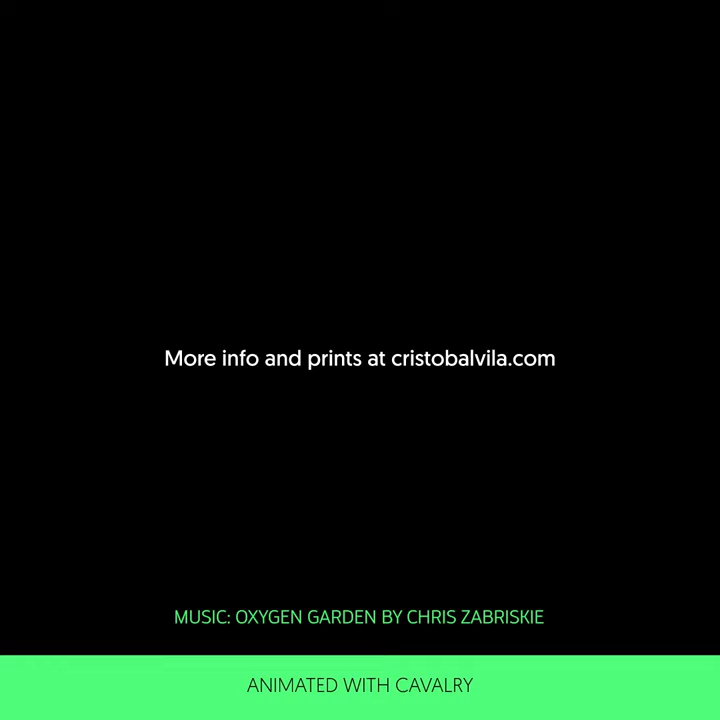 More info and prints at cristobalvila.com
MUSIC: OXYGEN GARDEN BY CHRIS ZABRISKIE
ANIMATED WITH CAVALRY